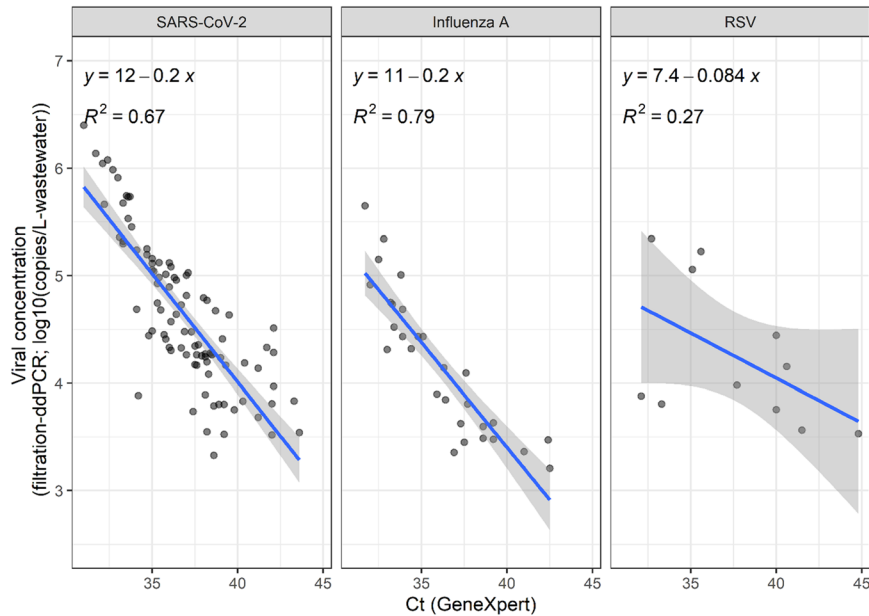 SARS-CoV-2
Influenza A
RSV
y = 12 – 0.2 x
R² = 0.67
y = 11 – 0.2 x
R² = 0.79
y = 7.4 – 0.084 x
R² = 0.27
7
6
5
4
3
Viral concentration
(filtration-ddPCR; log10(copies/L-wastewater))
35
40
45
35
40
45
35
40
45
Ct (GeneXpert)